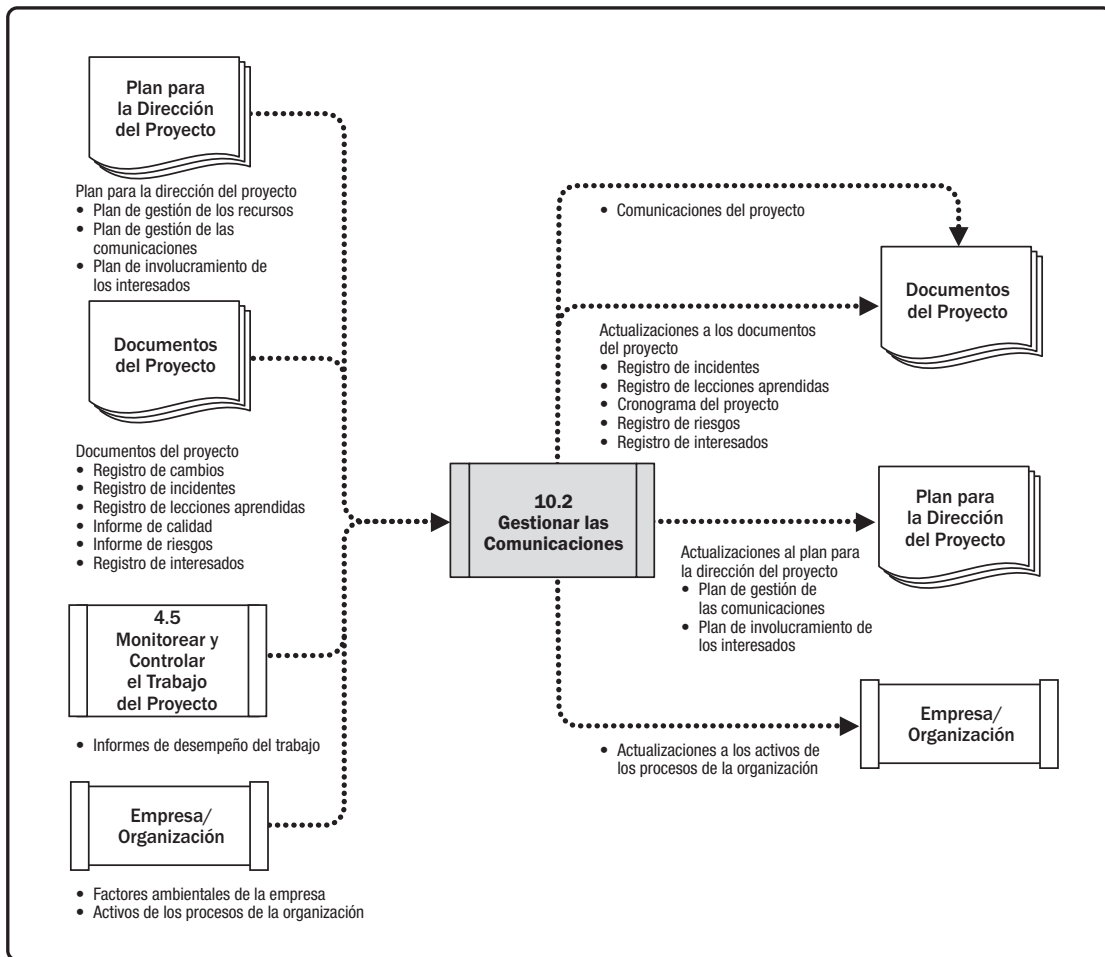 Plan para
la Dirección
del Proyecto
Plan para la dirección del proyecto
• Plan de gestión de los recursos
• Plan de gestión de las
comunicaciones
• Plan de involucramiento de
los interesados
Documentos
del Proyecto
Documentos del proyecto
• Registro de cambios
• Registro de incidentes
• Registro de lecciones aprendidas
• Informe de calidad
• Informe de riesgos
• Registro de interesados
4.5
Monitorear y
Controlar
el Trabajo
del Proyecto
• Informes de desempeño del trabajo
Empresa/
Organización
• Factores ambientales de la empresa
• Activos de los procesos de la organización
10.2
Gestionar las
Comunicaciones
• Comunicaciones del proyecto
Documentos
del Proyecto
Actualizaciones a los documentos
del proyecto
• Registro de incidentes
• Registro de lecciones aprendidas
• Cronograma del proyecto
• Registro de riesgos
• Registro de interesados
Plan para
la Dirección
del Proyecto
Actualizaciones al plan para
la dirección del proyecto
• Plan de gestión de
las comunicaciones
• Plan de involucramiento de
los interesados
Empresa/
Organización
• Actualizaciones a los activos de
los procesos de la organización